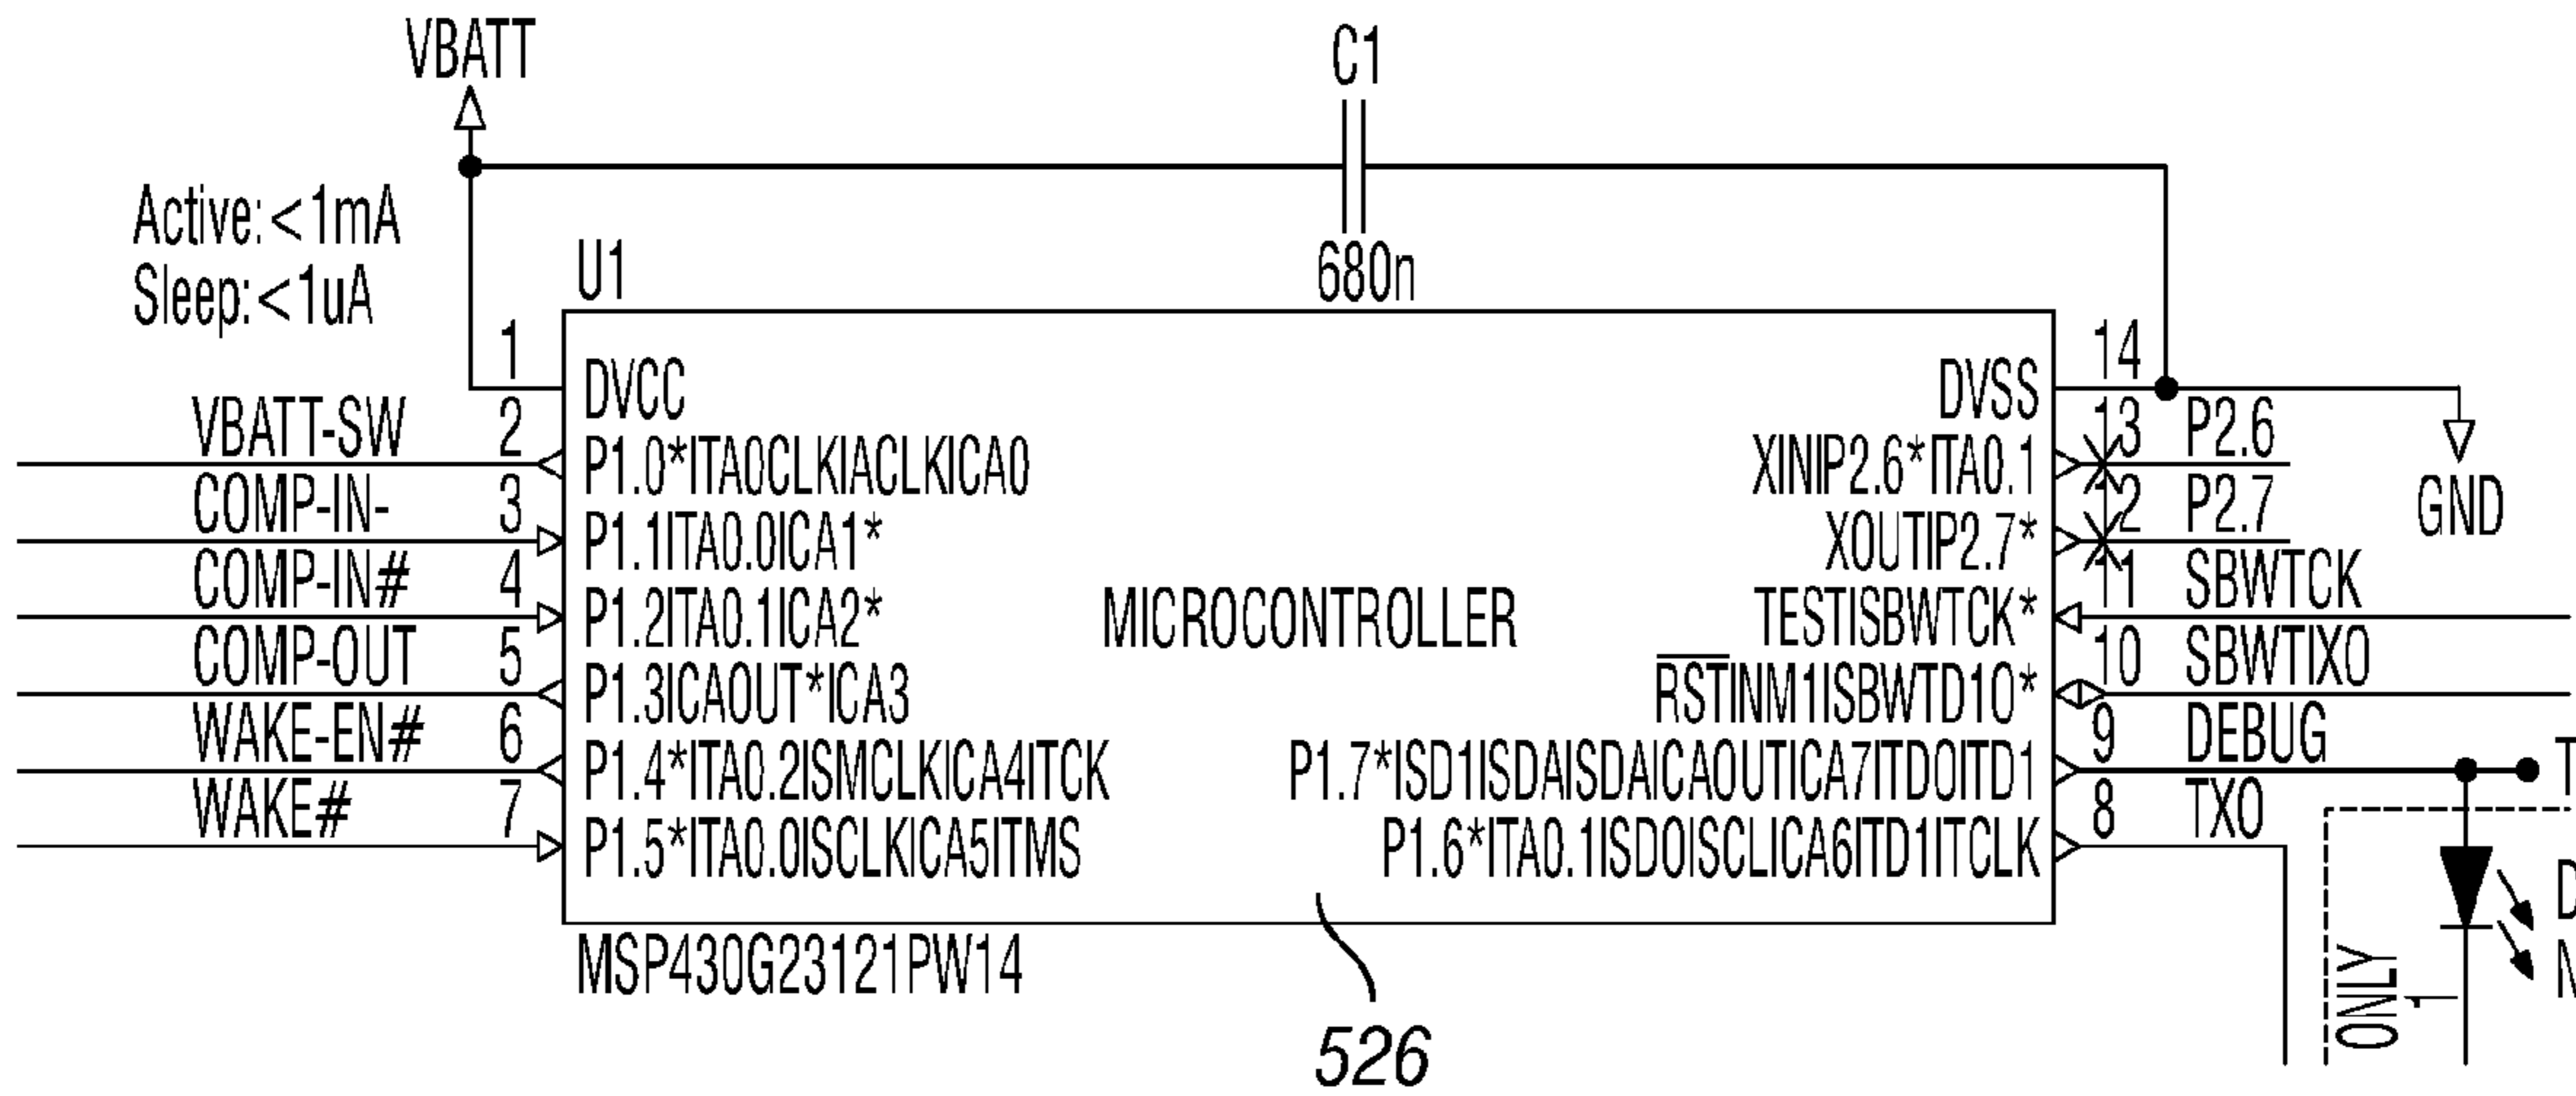 VBATT
C1
Active:<1mA
Sleep:<1uA
U1
680n
1
DVCC
DVSS
14
VBATT-SW 2
P1.0*ITA0CLKIACLKICA0
XINIP2.6*ITA0.1
13 P2.6
COMP-IN- 3
P1.1ITA0.0ICA1*
XOUTIP2.7*
12 P2.7
GND
COMP-IN# 4
P1.2ITA0.1ICA2*
MICROCONTROLLER
TESTISBWTCK*
11 SBWTCK
COMP-OUT 5
P1.3ICAOUT*ICA3
RSTINM1ISBWTD1O*
10 SBWTIXO
WAKE-EN# 6
P1.4*ITA0.2ISMCLKICA4ITCK
P1.7*ISD1ISDAISDAICAOUTICA7ITDOITD1
9 DEBUG
WAKE# 7
P1.5*ITA0.0ISCLKICA5ITMS
P1.6*ITA0.1ISDOISCLICA6ITD1ITCLK
8 TXO
MSP430G23121PW14
526
ONLY
1